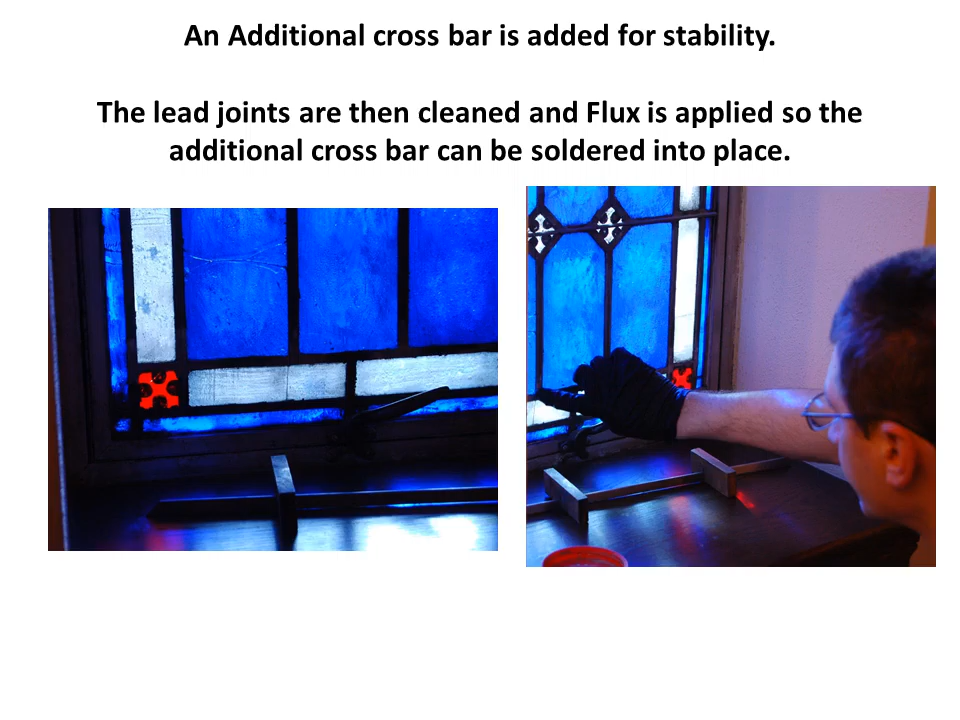 An Additional cross bar is added for stability.
The lead joints are then cleaned and Flux is applied so the
additional cross bar can be soldered into place.